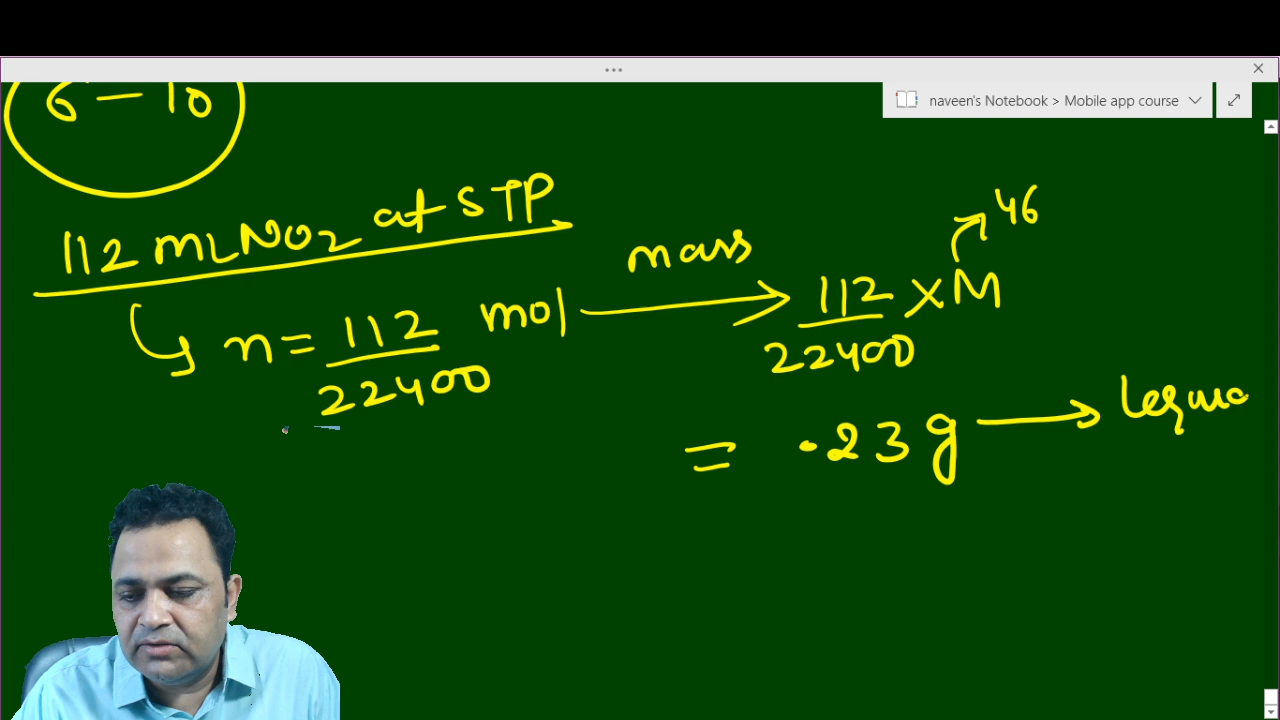 naveen's Notebook > Mobile app course
6 - 10
112 mL NO2 at STP
n = 112/22400 mol
mass
112/22400 × M
46
= .23 g